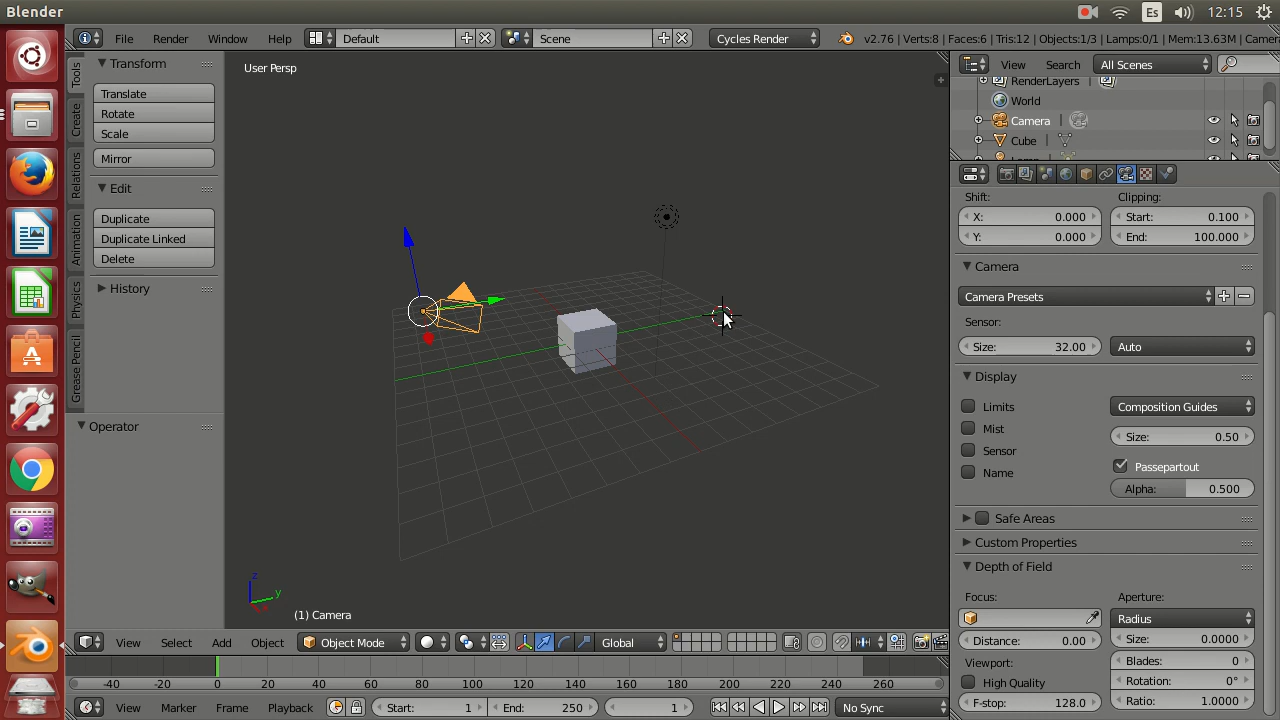 Blender
Es
12:15
File Render Window Help
Default
Scene
Cycles Render
v2.76 | Verts:8 | Faces:6 | Tris:12 | Objects:1/3 | Lamps:0/1 | Mem:13.63M | Camer
Tools
Create
Relations
Animation
Physics
Grease Pencil
Transform
Translate
Rotate
Scale
Mirror
Edit
Duplicate
Duplicate Linked
Delete
History
Operator
User Persp
z
y
(1) Camera
View Select Add Object
Object Mode
Global
-40 -20 0 20 40 60 80 100 120 140 160 180 200 220 240 260
View Marker Frame Playback
Start: 1
End: 250
1
No Sync
View Search
All Scenes
RenderLayers
World
Camera
Cube
Shift:
X: 0.000
Y: 0.000
Clipping:
Start: 0.100
End: 100.000
Camera
Camera Presets
Sensor:
Size: 32.00
Auto
Display
Limits
Mist
Sensor
Name
Composition Guides
Size: 0.50
Passepartout
Alpha: 0.500
Safe Areas
Custom Properties
Depth of Field
Focus:
Distance: 0.00
Viewport:
High Quality
F-stop: 128.0
Aperture:
Radius
Size: 0.0000
Blades: 0
Rotation: 0°
Ratio: 1.0000